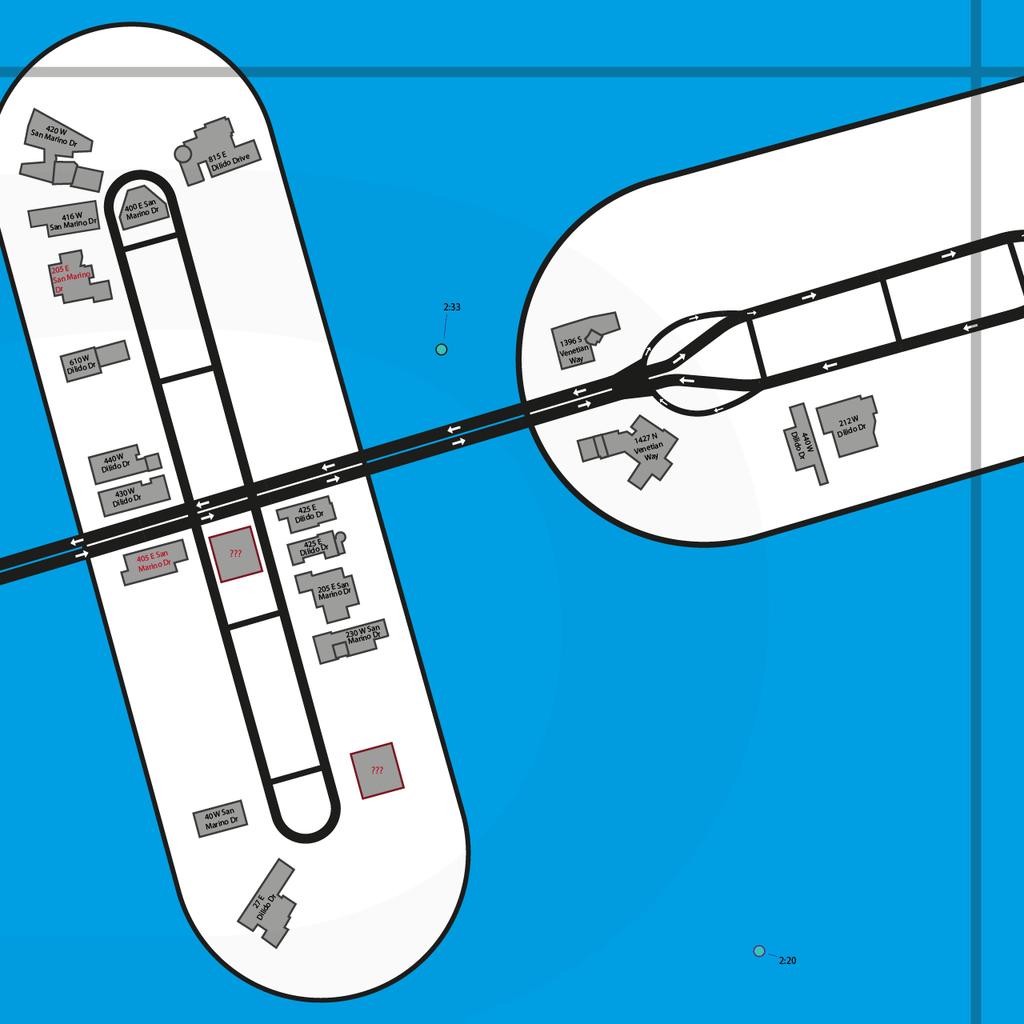 420 W
San Marino Dr
815 E
Dilido Drive
400 E San
Marino Dr
416 W
San Marino Dr
205 E
San Marino
Dr
2:33
610 W
Dilido Dr
1396 S
Venetian
Way
440 W
Dilido Dr
430 W
Dilido Dr
1427 N
Venetian
Way
440 W
Dilido Dr
212 W
Dilido Dr
425 E
Dilido Dr
405 E San
Marino Dr
???
425 E
Dilido Dr
205 E San
Marino Dr
230 W San
Marino Dr
???
40 W San
Marino Dr
27 E
Dilido Dr
2:20